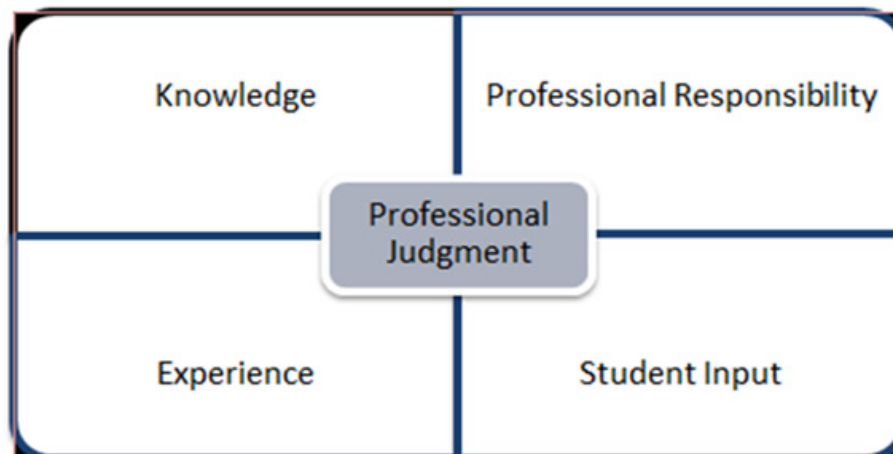 Knowledge
Professional Responsibility
Professional
Judgment
Experience
Student Input